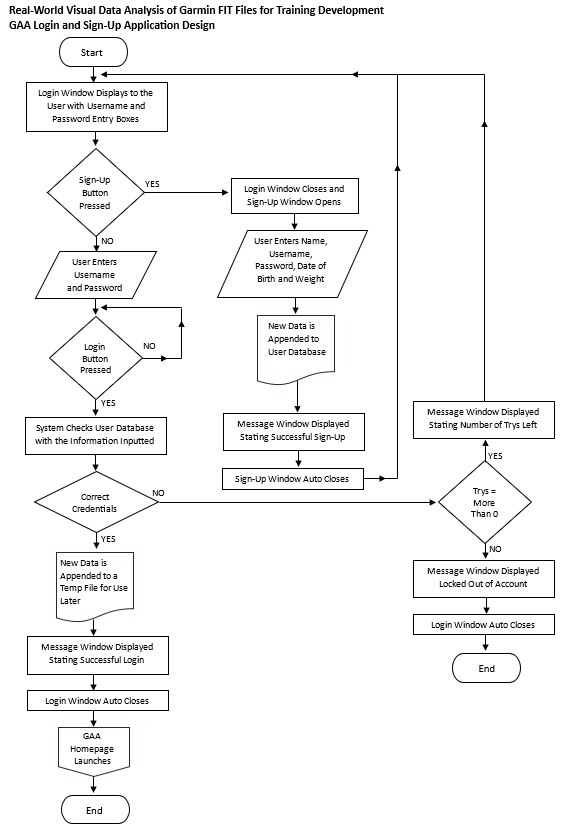 Real-World Visual Data Analysis of Garmin FIT Files for Training Development
GAA Login and Sign-Up Application Design
Start
Login Window Displays to the
User with Username and
Password Entry Boxes
Sign-Up
Button
Pressed
YES
Login Window Closes and
Sign-Up Window Opens
NO
User Enters
Username
and Password
User Enters Name,
Username,
Password, Date of
Birth and Weight
Login
Button
Pressed
NO
New Data is
Appended to
User Database
YES
System Checks User Database
with the Information Inputted
Message Window Displayed
Stating Successful Sign-Up
Message Window Displayed
Stating Number of Trys Left
Sign-Up Window Auto Closes
YES
Correct
Credentials
NO
Trys =
More
Than 0
YES
NO
New Data is
Appended to a
Temp File for Use
Later
Message Window Displayed
Locked Out of Account
Login Window Auto Closes
Message Window Displayed
Stating Successful Login
End
Login Window Auto Closes
GAA
Homepage
Launches
End